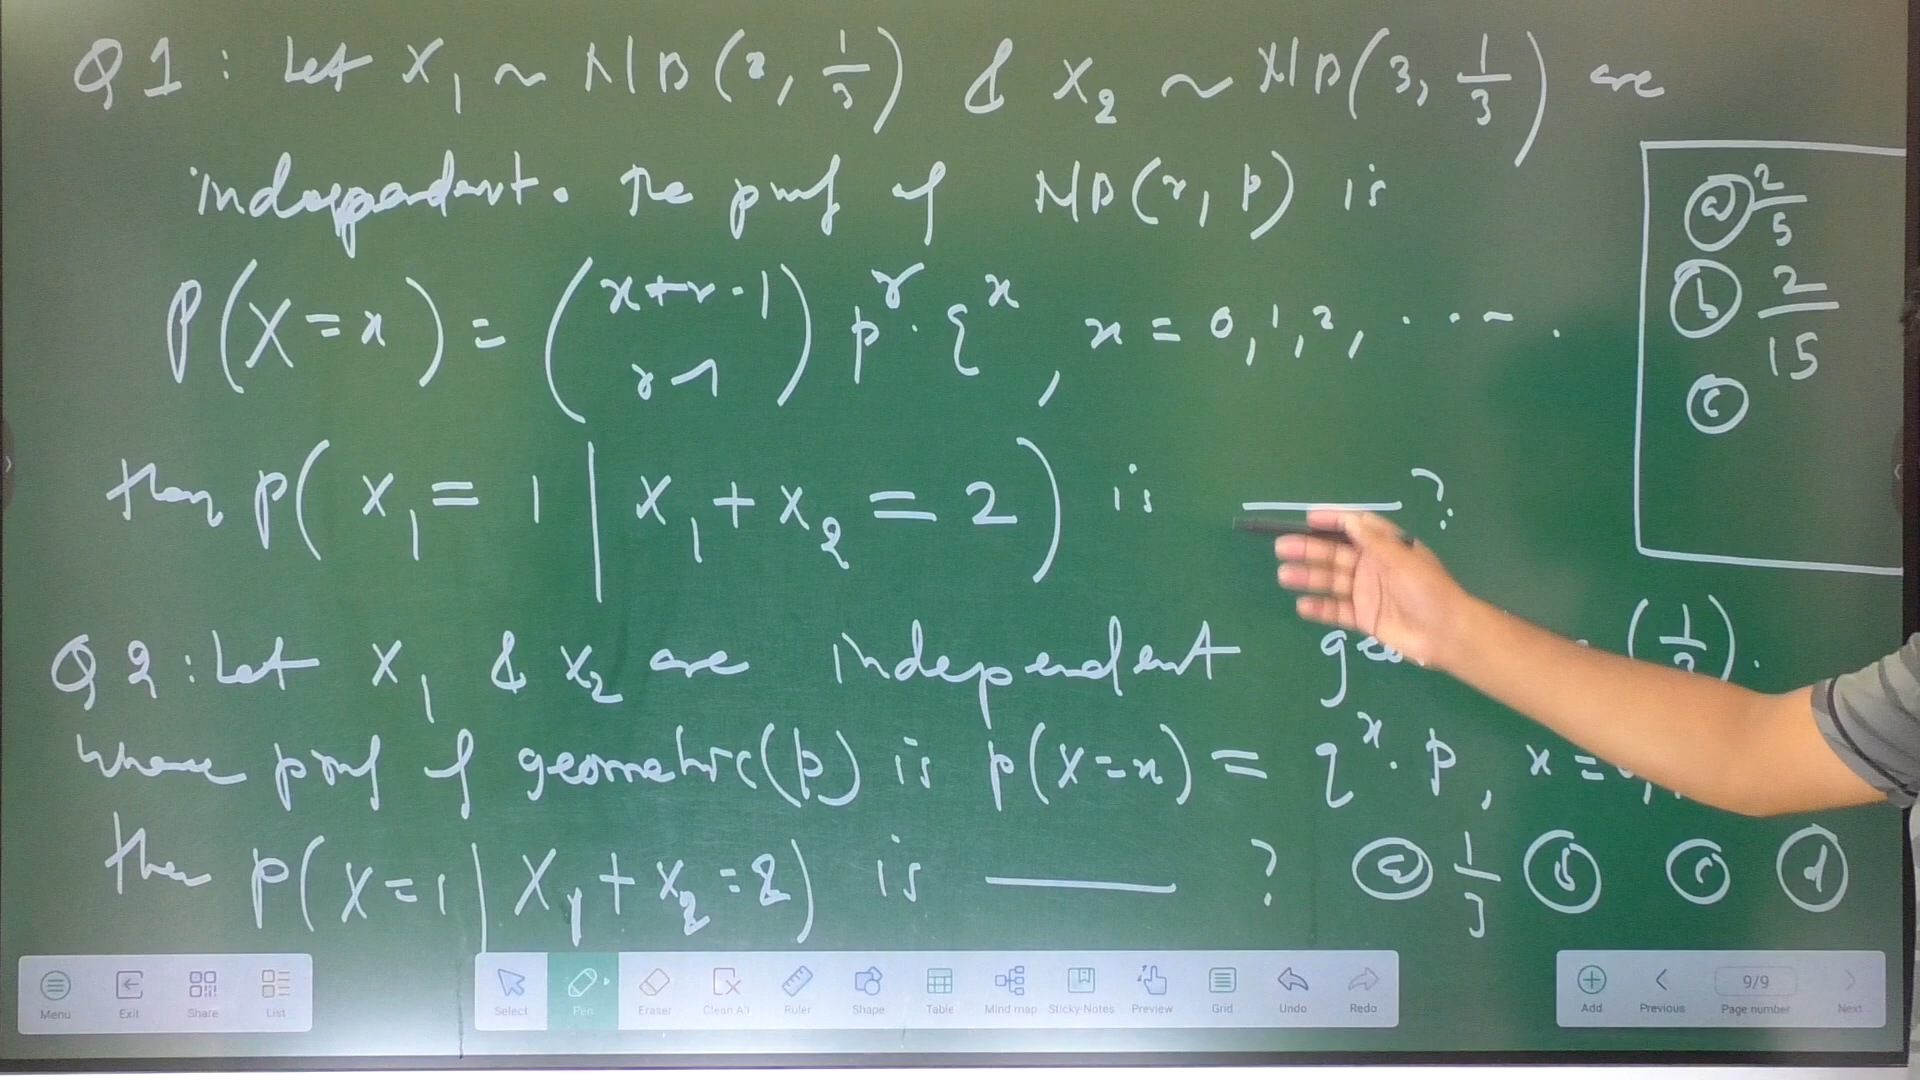 Q1: Let X₁ ~ NB(2, 1/3) & X₂ ~ NB(3, 1/3) are
independent. The pmf of NB(r, p) is
P(X=x) = (x+r-1 r-1) p^r · q^x, x = 0, 1, 2, ....
then P(X₁ = 1 | X₁ + X₂ = 2) is ____?
(a) 2/5
(b) 2/15
(c)
Q2: Let X₁ & X₂ are independent
where pmf of geometric(p) is p(X=x) = q^x · p, x =
then P(X=1 | X₁+X₂=2) is ____ ? (a) 1/3 (b) (c) (d)
Menu Exit Share List Select Pen Eraser Clean All Ruler Shape Table Mind map Sticky-Notes Preview Grid Undo Redo Add Previous 9/9 Page number Next